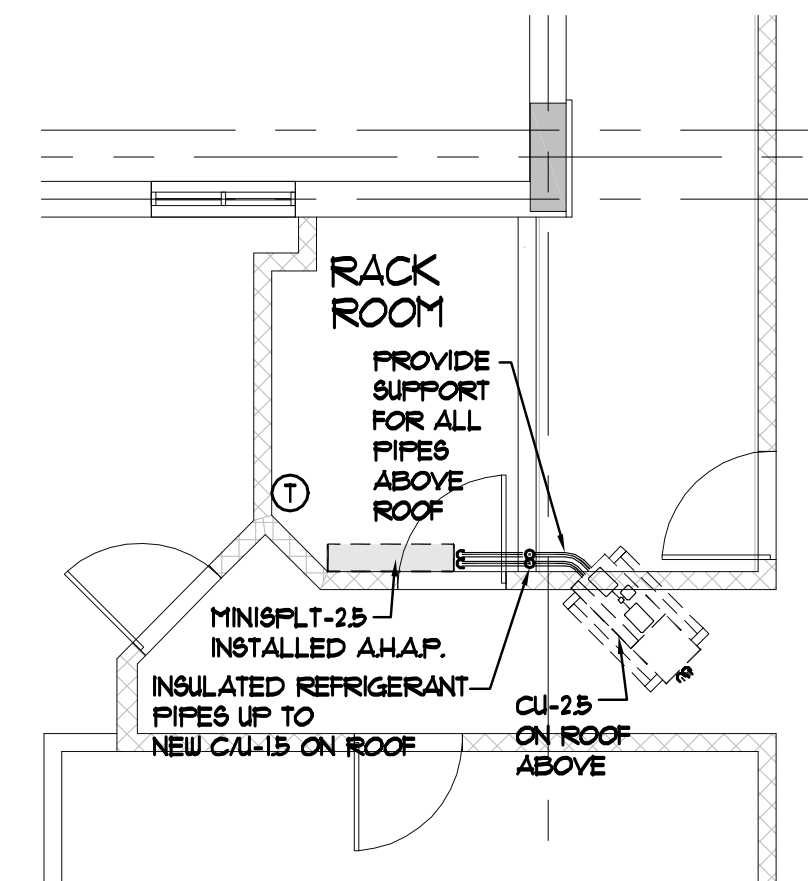 RACK
ROOM
PROVIDE
SUPPORT
FOR ALL
PIPES
ABOVE
ROOF
T
MINISPLT-2.5
INSTALLED A.H.A.P.
INSULATED REFRIGERANT
PIPES UP TO
NEW C/U-1.5 ON ROOF
CU-2.5
ON ROOF
ABOVE